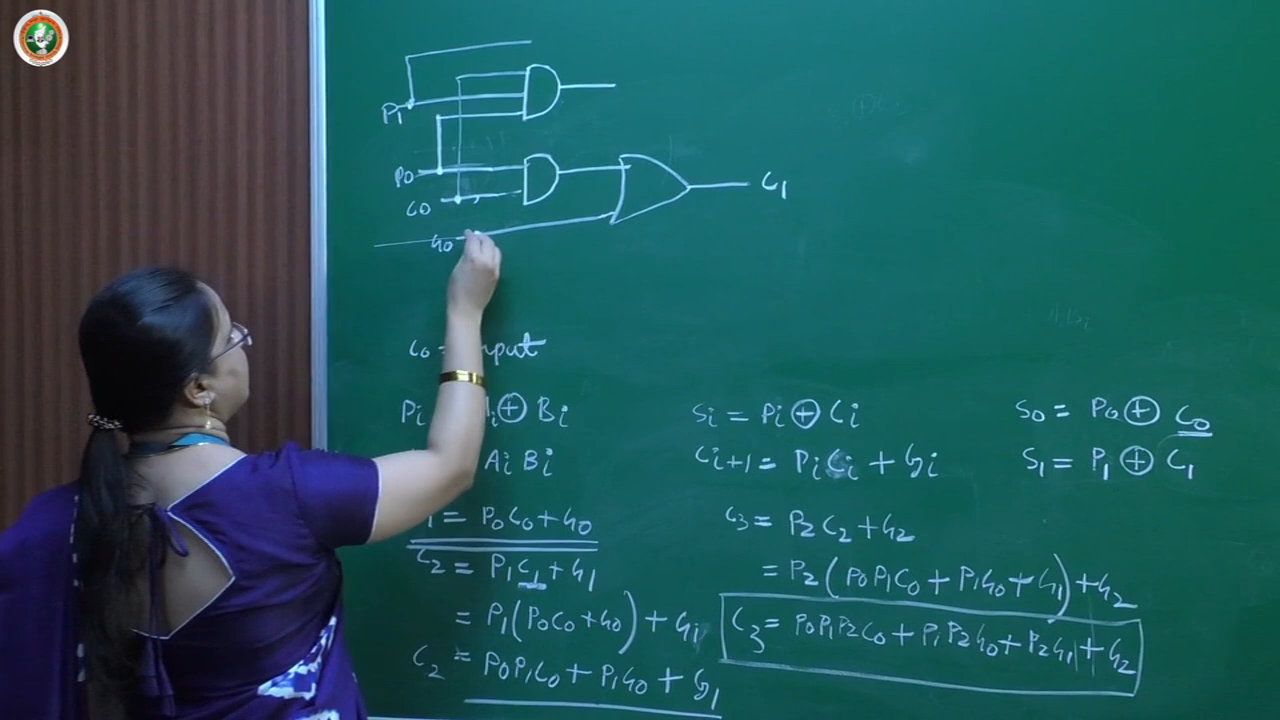 P1
P0
C0
C1
G0
C0 = Input
Pi ⊕ Bi
Si = Pi ⊕ Ci
S0 = P0 ⊕ C0
Ai Bi
Ci+1 = PiCi + Gi
S1 = P1 ⊕ C1
1 = P0C0 + G0
C3 = P2C2 + G2
C2 = P1C1 + G1
= P2(P0P1C0 + P1G0 + G1) + G2
= P1(P0C0 + G0) + Gi
C3 = P0P1P2C0 + P1P2G0 + P2G1 + G2
C2 = P0P1C0 + P1G0 + G1